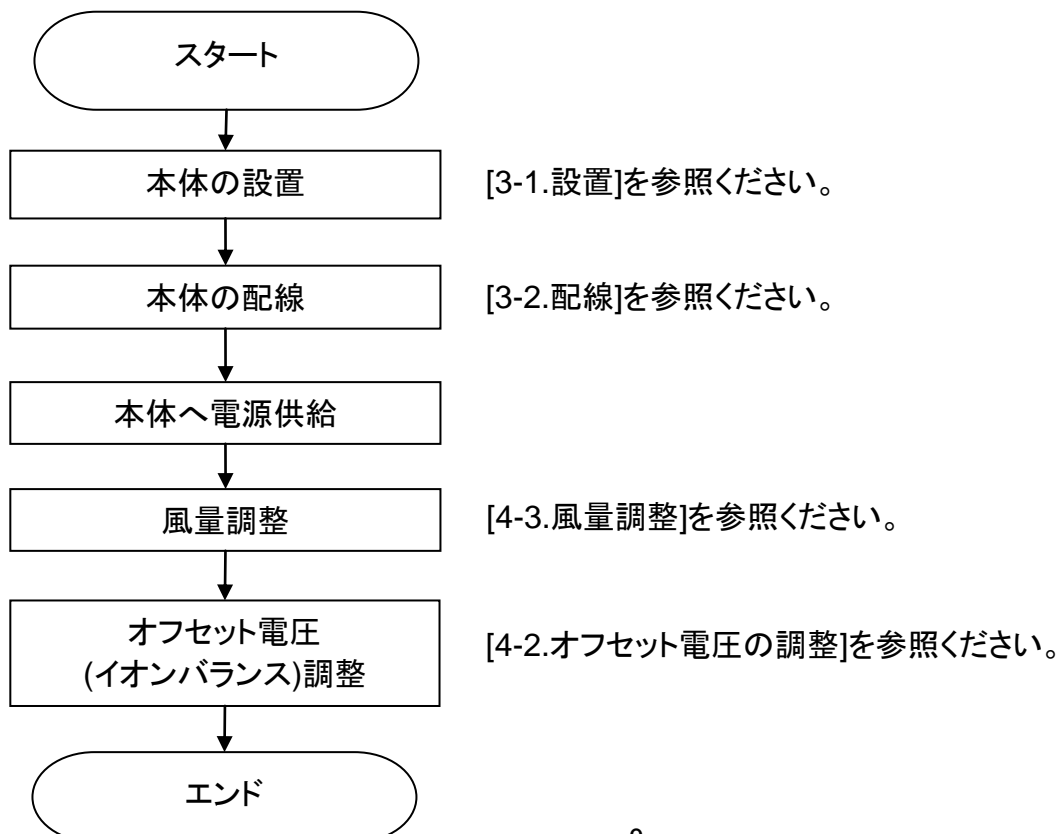 スタート
本体の設置
[3-1.設置]を参照ください。
本体の配線
[3-2.配線]を参照ください。
本体へ電源供給
風量調整
[4-3.風量調整]を参照ください。
オフセット電圧
(イオンバランス)調整
[4-2.オフセット電圧の調整]を参照ください。
エンド